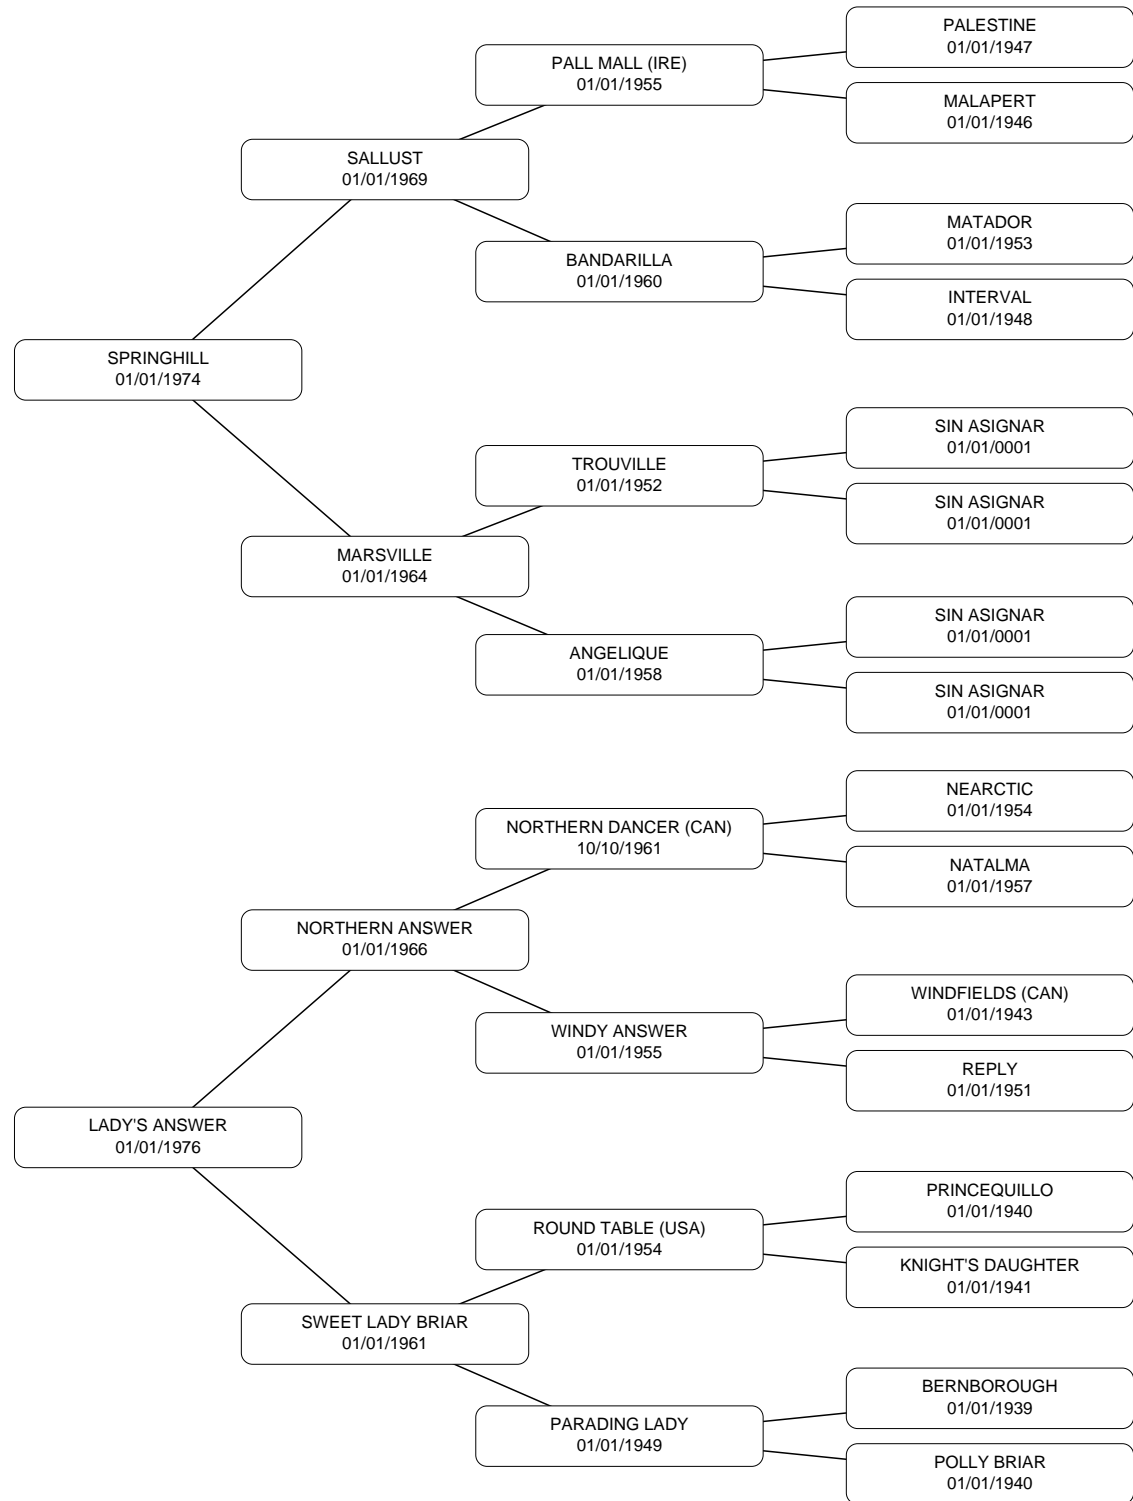 PALESTINE
01/01/1947
PALL MALL (IRE)
01/01/1955
MALAPERT
01/01/1946
SALLUST
01/01/1969
MATADOR
01/01/1953
BANDARILLA
01/01/1960
INTERVAL
01/01/1948
SPRINGHILL
01/01/1974
SIN ASIGNAR
01/01/0001
TROUVILLE
01/01/1952
SIN ASIGNAR
01/01/0001
MARSVILLE
01/01/1964
SIN ASIGNAR
01/01/0001
ANGELIQUE
01/01/1958
SIN ASIGNAR
01/01/0001
NEARCTIC
01/01/1954
NORTHERN DANCER (CAN)
10/10/1961
NATALMA
01/01/1957
NORTHERN ANSWER
01/01/1966
WINDFIELDS (CAN)
01/01/1943
WINDY ANSWER
01/01/1955
REPLY
01/01/1951
LADY'S ANSWER
01/01/1976
PRINCEQUILLO
01/01/1940
ROUND TABLE (USA)
01/01/1954
KNIGHT'S DAUGHTER
01/01/1941
SWEET LADY BRIAR
01/01/1961
BERNBOROUGH
01/01/1939
PARADING LADY
01/01/1949
POLLY BRIAR
01/01/1940